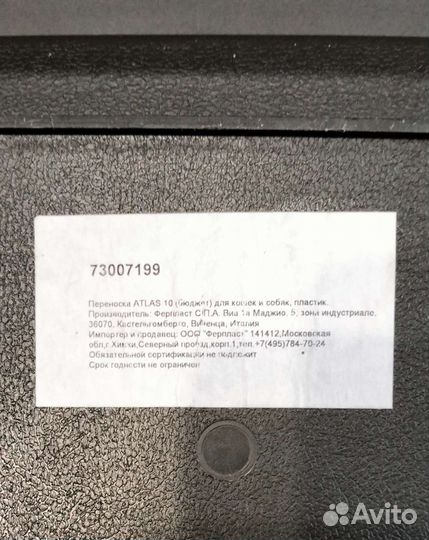 73007199
Переноска ATLAS 10 (бюджет) для кошек и собак, пластик.
Производитель: Ферпласт С.П.А. Виа 1а Маджио, 5, зона индустриале,
36070, Кастельгомберто, Виченца, Италия
Импортер и продавец: ООО "Ферпласт" 141412,Московская
обл,г.Химки,Северный проезд,корп.1,тел.+7(495)784-70-24
Обязательной сертификации не подлежит
Срок годности не ограничен
Avito